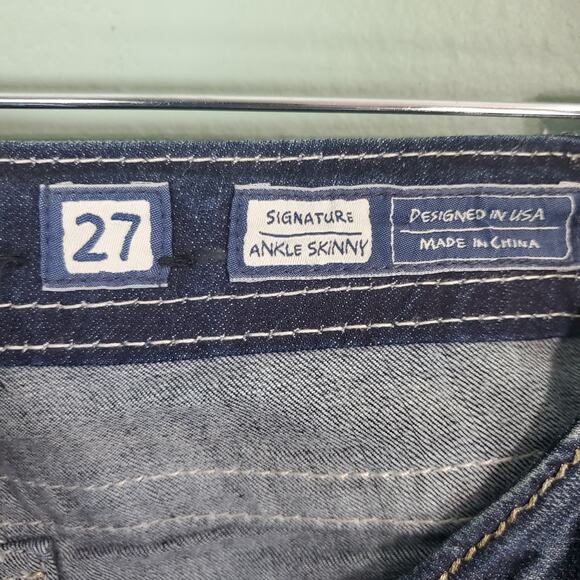 27
SIGNATURE
ANKLE SKINNY
DESIGNED IN USA
MADE IN CHINA